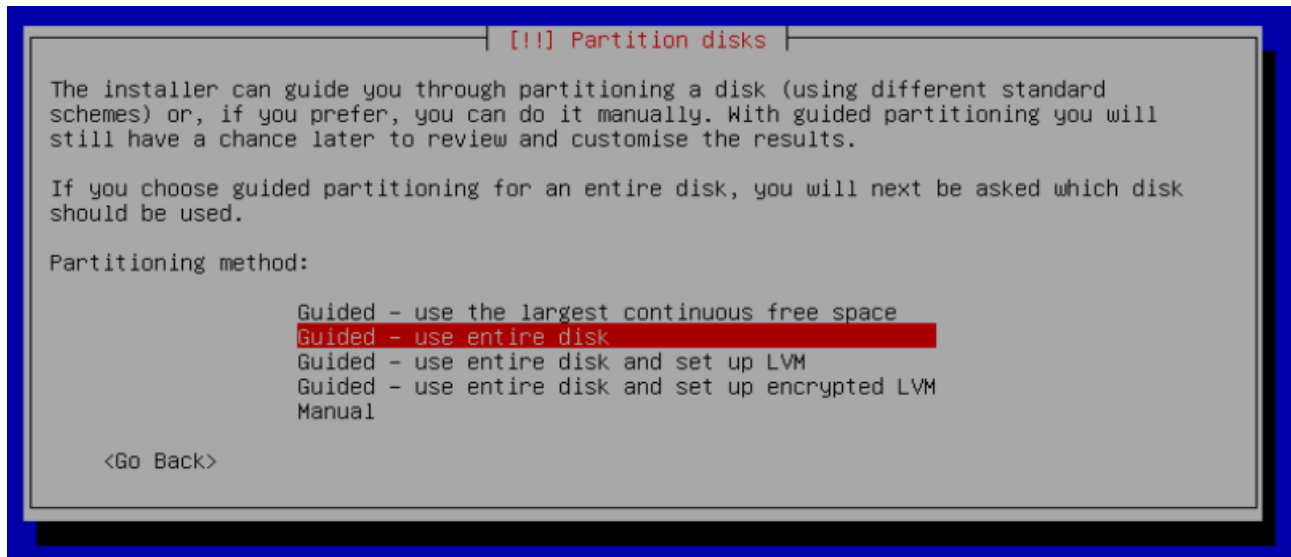 [!!] Partition disks
The installer can guide you through partitioning a disk (using different standard
schemes) or, if you prefer, you can do it manually. With guided partitioning you will
still have a chance later to review and customise the results.
If you choose guided partitioning for an entire disk, you will next be asked which disk
should be used.
Partitioning method:
Guided – use the largest continuous free space
Guided – use entire disk
Guided – use entire disk and set up LVM
Guided – use entire disk and set up encrypted LVM
Manual
<Go Back>